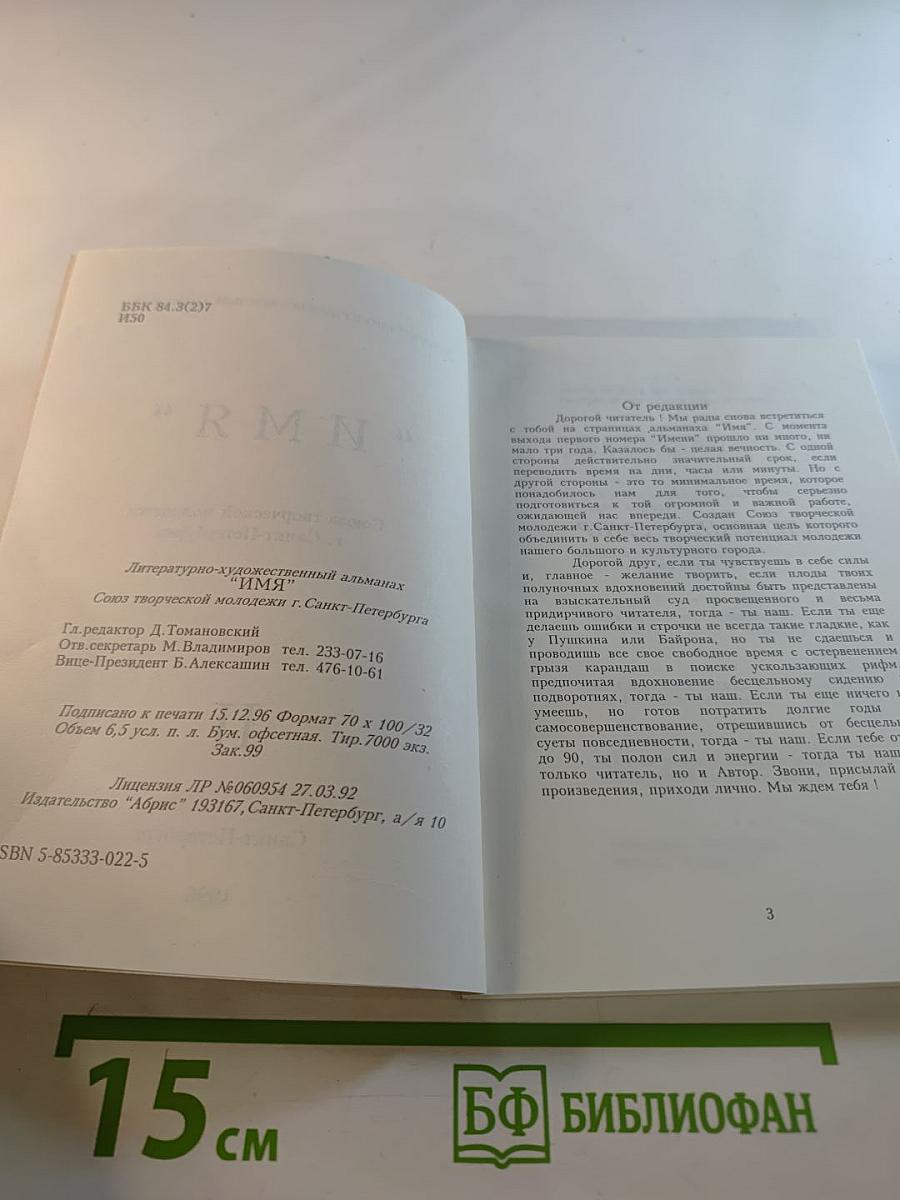 ББК 84.3(2)7
И50
"ИМЯ"
Литературно-художественный альманах
"ИМЯ"
Союз творческой молодежи г.Санкт-Петербурга
Гл.редактор Д.Томановский
Отв.секретарь М.Владимиров тел. 233-07-16
Вице-Президент Б.Алексашин тел. 476-10-61
Подписано к печати 15.12.96 Формат 70 х 100/32
Объем 6,5 усл. п. л. Бум. офсетная. Тир.7000 экз.
Зак.99
Лицензия ЛР №060954 27.03.92
Издательство "Абрис" 193167,Санкт-Петербург, а/я 10
SBN 5-85333-022-5
От редакции
Дорогой читатель ! Мы рады снова встретиться
с тобой на страницах альманаха "Имя". С момента
выхода первого номера "Имени" прошло ни много, ни
мало три года. Казалось бы - целая вечность. С одной
стороны действительно значительный срок, если
переводить время на дни, часы или минуты. Но с
другой стороны - это то минимальное время, которое
понадобилось нам для того, чтобы серьезно
подготовиться к той огромной и важной работе,
ожидающей нас впереди. Создан Союз творческой
молодежи г.Санкт-Петербурга, основная цель которого
объединить в себе весь творческий потенциал молодежи
нашего большого и культурного города.
Дорогой друг, если ты чувствуешь в себе силы
и, главное - желание творить, если плоды твоих
полуночных вдохновений достойны быть представлены
на взыскательный суд просвещенного и весьма
придирчивого читателя, тогда - ты наш. Если ты еще
делаешь ошибки и строчки не всегда такие гладкие, как
у Пушкина или Байрона, но ты не сдаешься и
проводишь все свое свободное время с остервенением
грызя карандаш в поиске ускользающих рифм,
предпочитая вдохновение бесцельному сидению
подворотнях, тогда - ты наш. Если ты еще ничего н
умеешь, но готов потратить долгие годы
самосовершенствование, отрешившись от бесцель
суеты повседневности, тогда - ты наш. Если тебе от
до 90, ты полон сил и энергии - тогда ты наш
только читатель, но и Автор. Звони, присылай
произведения, приходи лично. Мы ждем тебя !
3
15 см
БФ БИБЛИОФАН